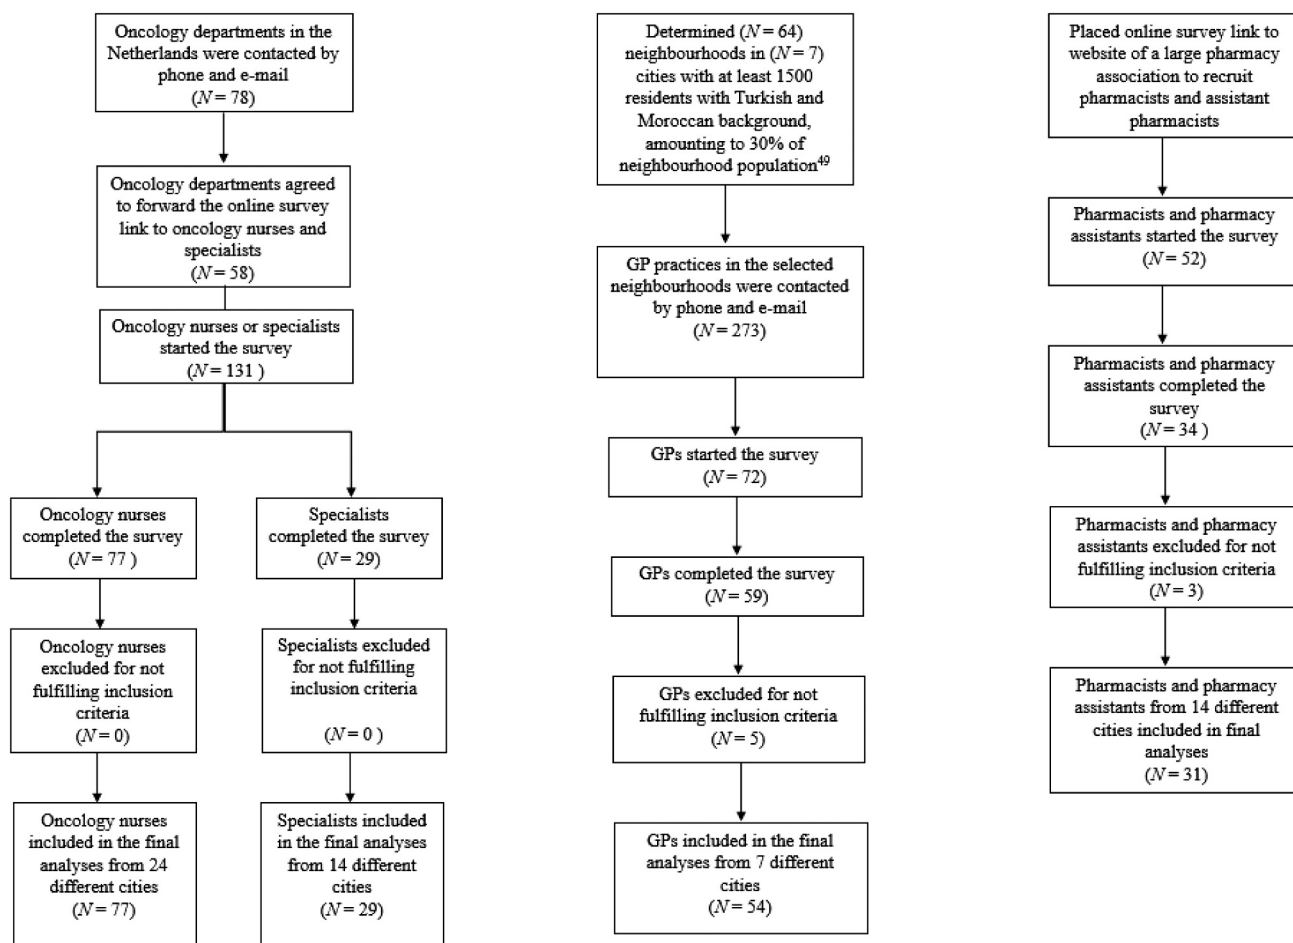 Oncology departments in the
Netherlands were contacted by
phone and e-mail
(N = 78)
Oncology departments agreed
to forward the online survey
link to oncology nurses and
specialists
(N = 58)
Oncology nurses or specialists
started the survey
(N = 131 )
Oncology nurses
completed the survey
(N = 77 )
Oncology nurses
excluded for not
fulfilling inclusion
criteria
(N = 0)
Oncology nurses
included in the final
analyses from 24
different cities
(N = 77)
Specialists
completed the survey
(N = 29)
Specialists excluded
for not fulfilling
inclusion criteria
(N = 0 )
Specialists included
in the final analyses
from 14 different
cities
(N = 29)
Determined (N = 64)
neighbourhoods in (N = 7)
cities with at least 1500
residents with Turkish and
Moroccan background,
amounting to 30% of
neighbourhood population49
GP practices in the selected
neighbourhoods were contacted
by phone and e-mail
(N = 273)
GPs started the survey
(N = 72)
GPs completed the survey
(N = 59)
GPs excluded for not
fulfilling inclusion criteria
(N = 5)
GPs included in the final
analyses from 7 different
cities
(N = 54)
Placed online survey link to
website of a large pharmacy
association to recruit
pharmacists and assistant
pharmacists
Pharmacists and pharmacy
assistants started the survey
(N = 52)
Pharmacists and pharmacy
assistants completed the
survey
(N = 34 )
Pharmacists and pharmacy
assistants excluded for not
fulfilling inclusion criteria
(N = 3)
Pharmacists and pharmacy
assistants from 14 different
cities included in final
analyses
(N = 31)